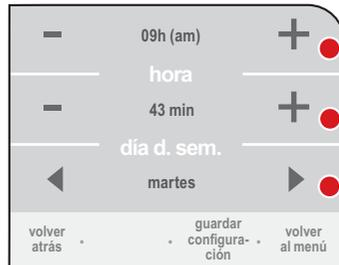 09h (am)
hora
43 min
día d. sem.
martes
volver
atrás
guardar
configura-
ción
volver
al menú